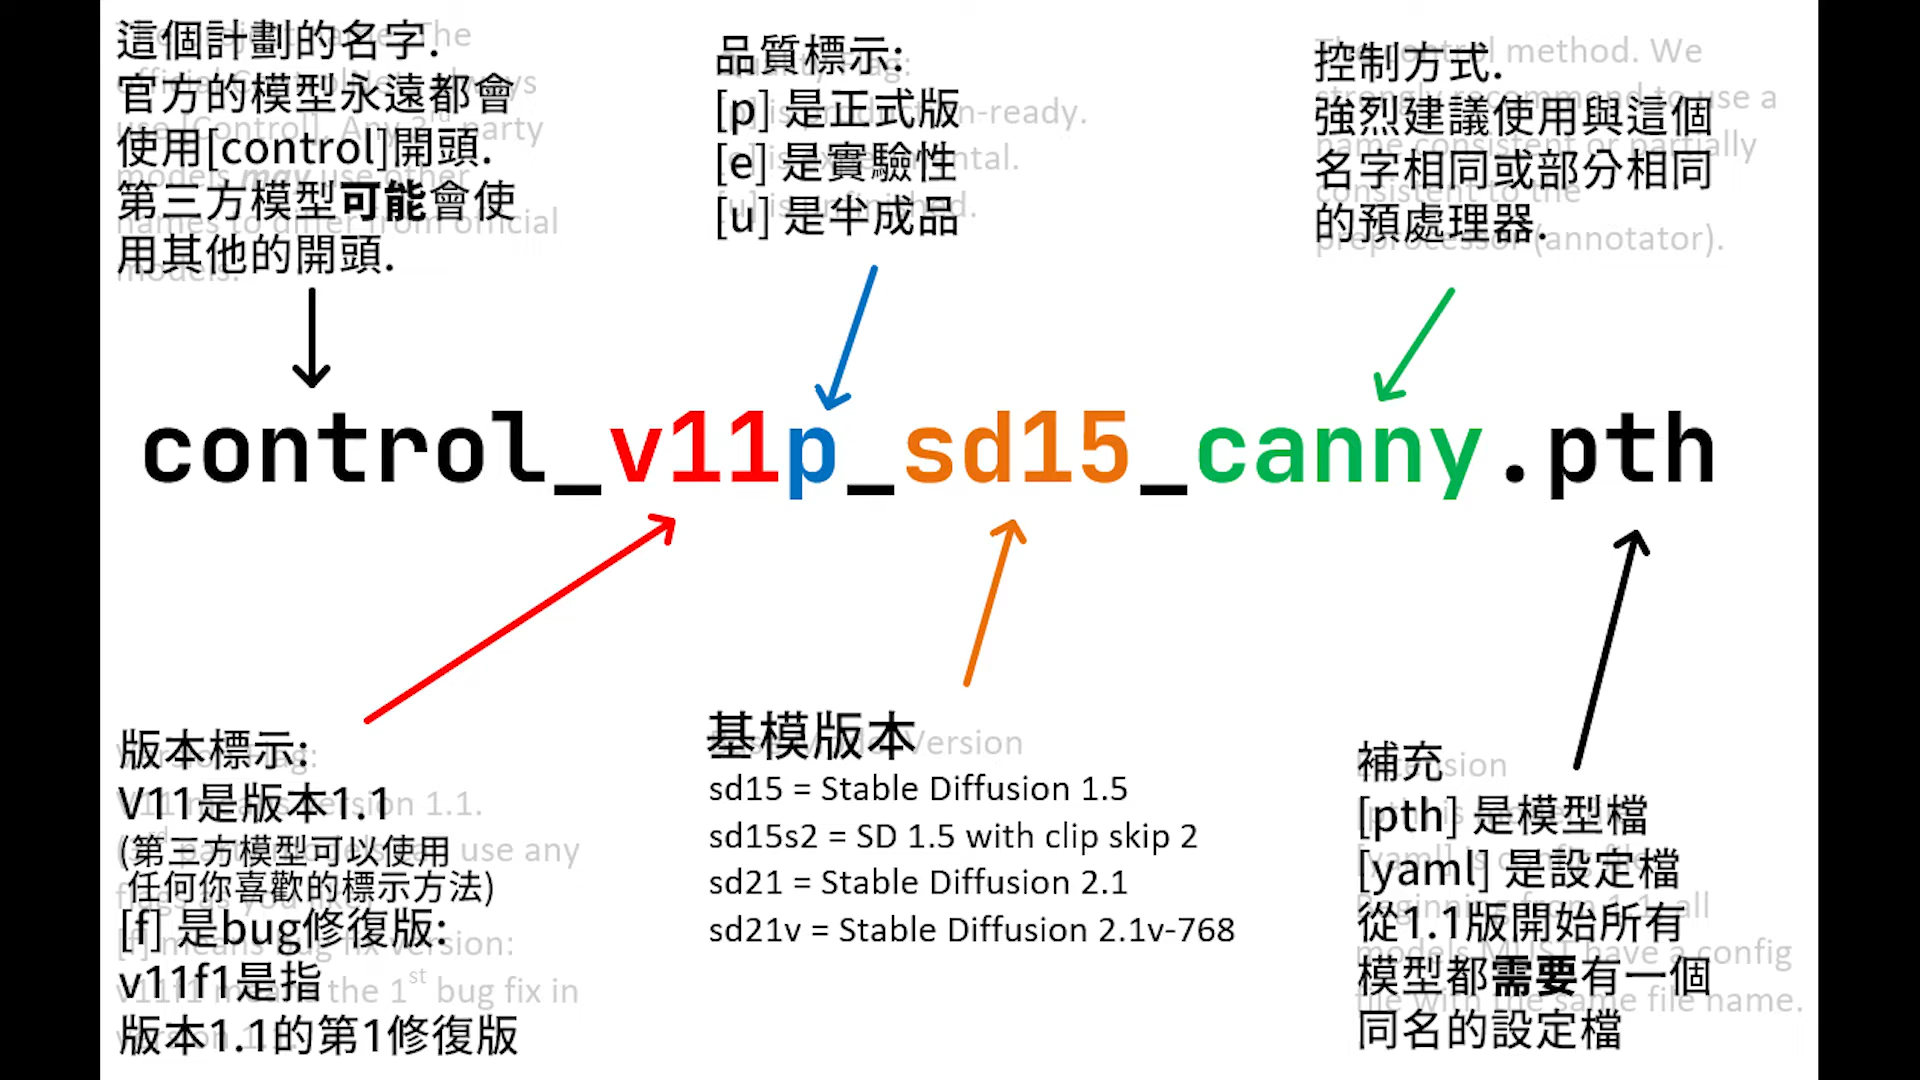 這個計劃的名字.
官方的模型永遠都會
使用[control]開頭.
第三方模型可能會使
用其他的開頭.
品質標示:
[p] 是正式版
[e] 是實驗性
[u] 是半成品
控制方式.
強烈建議使用與這個
名字相同或部分相同
的預處理器.
control_v11p_sd15_canny.pth
版本標示:
V11是版本1.1
(第三方模型可以使用
任何你喜歡的標示方法)
[f] 是bug修復版:
v11f1是指
版本1.1的第1修復版
基模版本
sd15 = Stable Diffusion 1.5
sd15s2 = SD 1.5 with clip skip 2
sd21 = Stable Diffusion 2.1
sd21v = Stable Diffusion 2.1v-768
補充
[pth] 是模型檔
[yaml] 是設定檔
從1.1版開始所有
模型都需要有一個
同名的設定檔